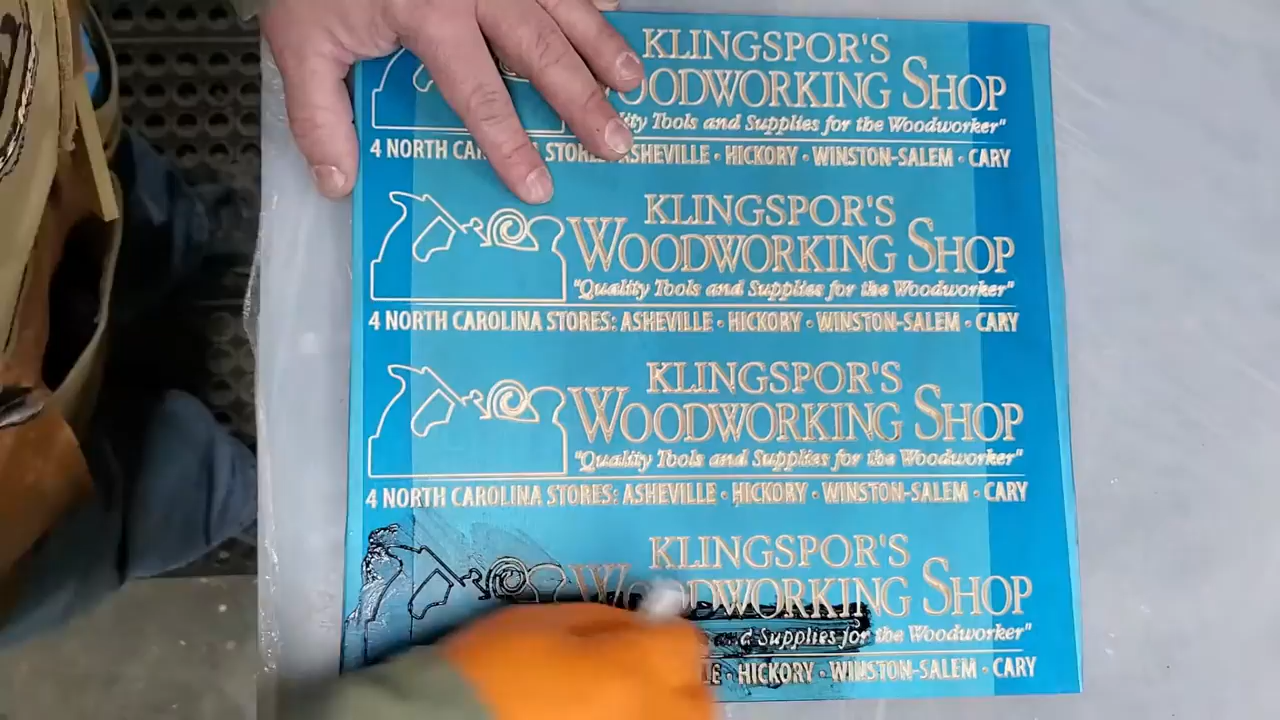 KLINGSPOR'S
WOODWORKING SHOP
Tools and Supplies for the Woodworker"
4 NORTH ASHEVILLE • HICKORY • WINSTON-SALEM • CARY
KLINGSPOR'S
WOODWORKING SHOP
"Quality Tools and Supplies for the Woodworker"
4 NORTH CAROLINA STORES: ASHEVILLE • HICKORY • WINSTON-SALEM • CARY
KLINGSPOR'S
WOODWORKING SHOP
"Quality Tools and Supplies for the Woodworker"
4 NORTH CAROLINA STORES: ASHEVILLE • HICKORY • WINSTON-SALEM • CARY
KLINGSPOR'S
WOODWORKING SHOP
Supplies for the Woodworker"
HICKORY • WINSTON-SALEM • CARY